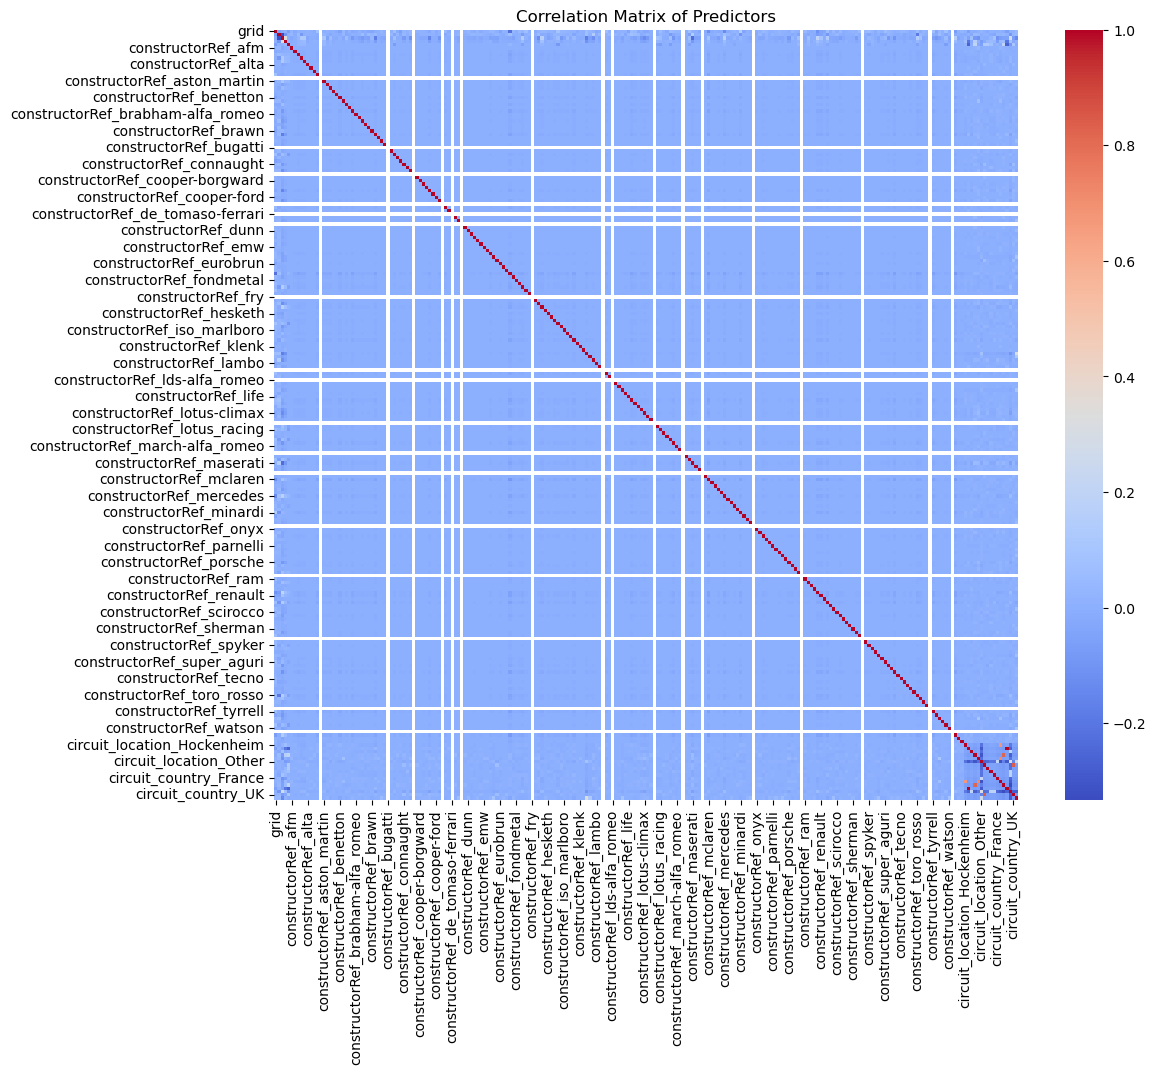 Correlation Matrix of Predictors
grid
constructorRef_afm
constructorRef_alta
constructorRef_aston_martin
constructorRef_benetton
constructorRef_brabham-alfa_romeo
constructorRef_brawn
constructorRef_bugatti
constructorRef_connaught
constructorRef_cooper-borgward
constructorRef_cooper-ford
constructorRef_de_tomaso-ferrari
constructorRef_dunn
constructorRef_emw
constructorRef_eurobrun
constructorRef_fondmetal
constructorRef_fry
constructorRef_hesketh
constructorRef_iso_marlboro
constructorRef_klenk
constructorRef_lambo
constructorRef_lds-alfa_romeo
constructorRef_life
constructorRef_lotus-climax
constructorRef_lotus_racing
constructorRef_march-alfa_romeo
constructorRef_maserati
constructorRef_mclaren
constructorRef_mercedes
constructorRef_minardi
constructorRef_onyx
constructorRef_parnelli
constructorRef_porsche
constructorRef_ram
constructorRef_renault
constructorRef_scirocco
constructorRef_sherman
constructorRef_spyker
constructorRef_super_aguri
constructorRef_tecno
constructorRef_toro_rosso
constructorRef_tyrrell
constructorRef_watson
circuit_location_Hockenheim
circuit_location_Other
circuit_country_France
circuit_country_UK
grid
constructorRef_afm
constructorRef_alta
constructorRef_aston_martin
constructorRef_benetton
constructorRef_brabham-alfa_romeo
constructorRef_brawn
constructorRef_bugatti
constructorRef_connaught
constructorRef_cooper-borgward
constructorRef_cooper-ford
constructorRef_de_tomaso-ferrari
constructorRef_dunn
constructorRef_emw
constructorRef_eurobrun
constructorRef_fondmetal
constructorRef_fry
constructorRef_hesketh
constructorRef_iso_marlboro
constructorRef_klenk
constructorRef_lambo
constructorRef_lds-alfa_romeo
constructorRef_life
constructorRef_lotus-climax
constructorRef_lotus_racing
constructorRef_march-alfa_romeo
constructorRef_maserati
constructorRef_mclaren
constructorRef_mercedes
constructorRef_minardi
constructorRef_onyx
constructorRef_parnelli
constructorRef_porsche
constructorRef_ram
constructorRef_renault
constructorRef_scirocco
constructorRef_sherman
constructorRef_spyker
constructorRef_super_aguri
constructorRef_tecno
constructorRef_toro_rosso
constructorRef_tyrrell
constructorRef_watson
circuit_location_Hockenheim
circuit_location_Other
circuit_country_France
circuit_country_UK
1.0
0.8
0.6
0.4
0.2
0.0
−0.2